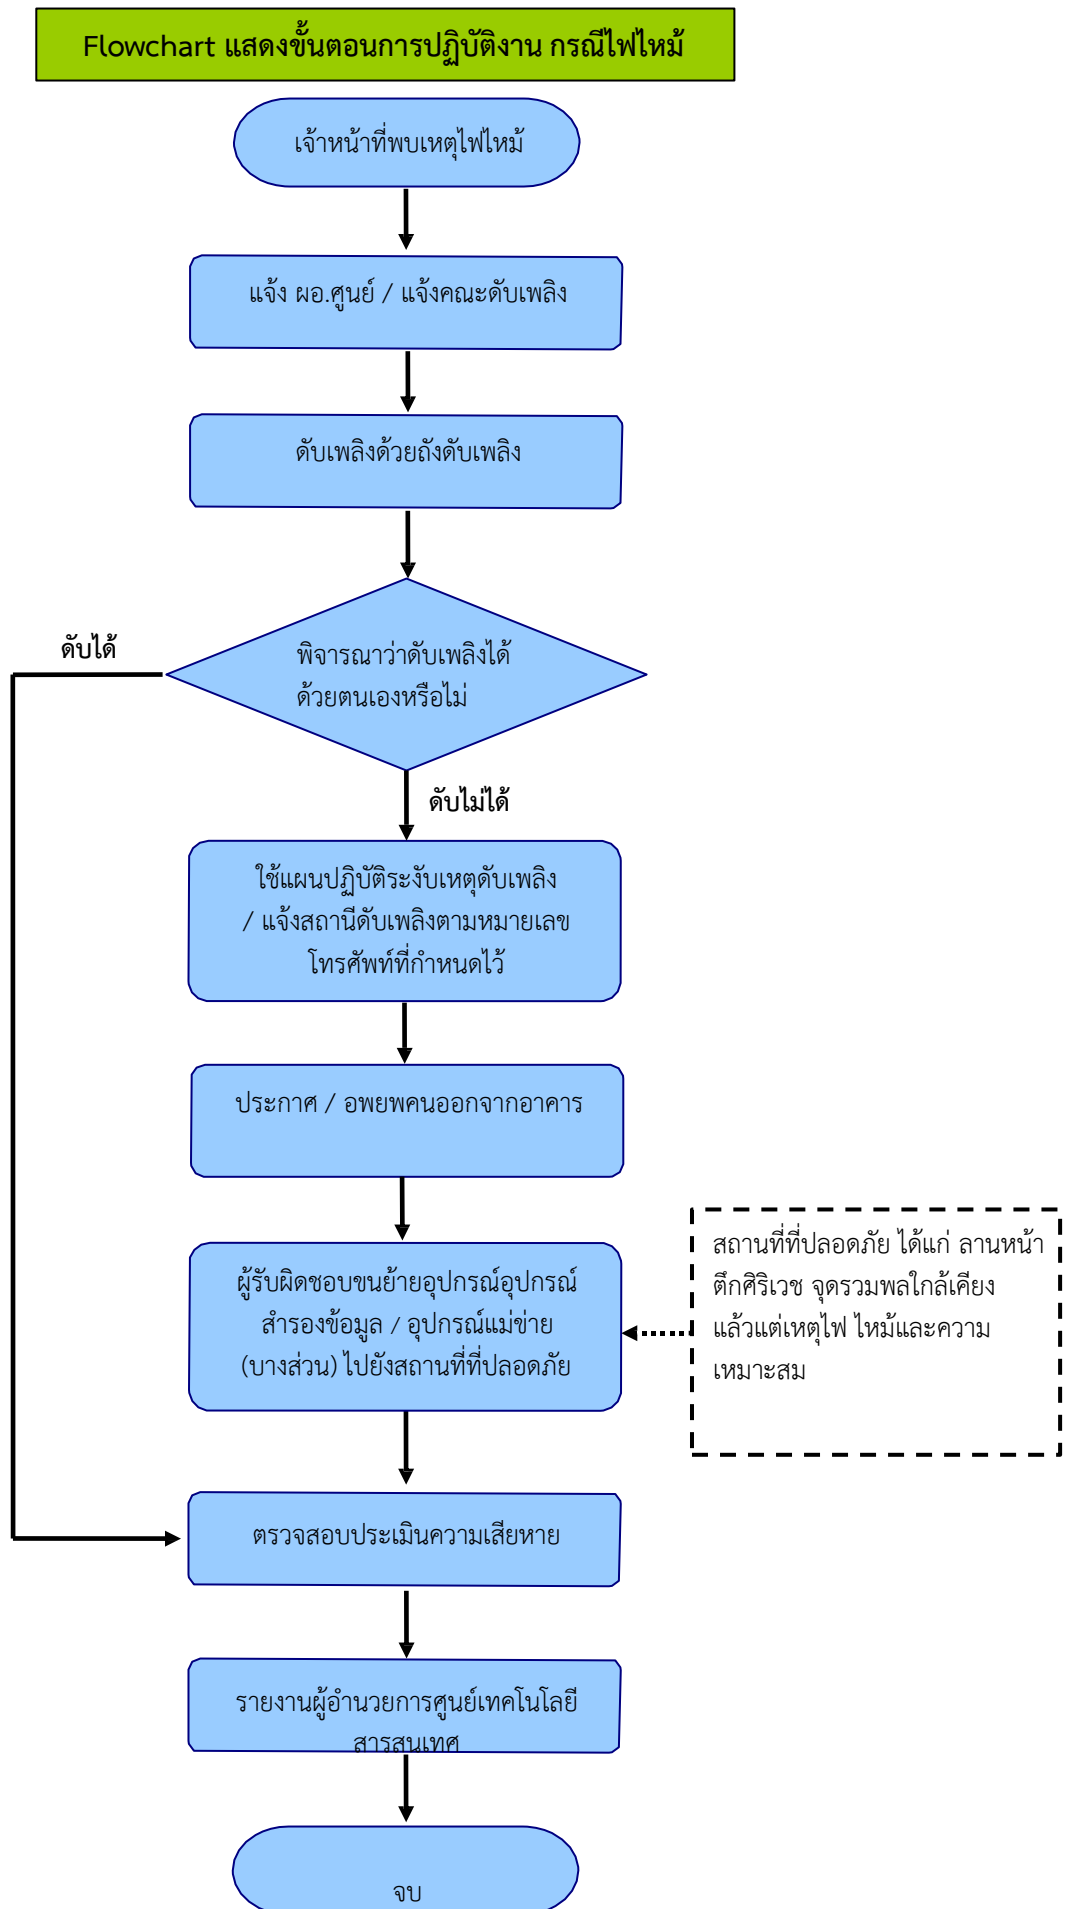 Flowchart แสดงขั้นตอนการปฏิบัติงาน กรณีไฟไหม้
เจ้าหน้าที่พบเหตุไฟไหม้
แจ้ง ผอ.ศูนย์ / แจ้งคณะดับเพลิง
ดับเพลิงด้วยถังดับเพลิง
ดับได้
พิจารณาว่าดับเพลิงได้
ด้วยตนเองหรือไม่
ดับไม่ได้
ใช้แผนปฏิบัติระงับเหตุดับเพลิง
/ แจ้งสถานีดับเพลิงตามหมายเลข
โทรศัพท์ที่กำหนดไว้
ประกาศ / อพยพคนออกจากอาคาร
ผู้รับผิดชอบขนย้ายอุปกรณ์อุปกรณ์
สำรองข้อมูล / อุปกรณ์แม่ข่าย
(บางส่วน) ไปยังสถานที่ที่ปลอดภัย
สถานที่ที่ปลอดภัย ได้แก่ ลานหน้า
ตึกศิริเวช จุดรวมพลใกล้เคียง
แล้วแต่เหตุไฟ ไหม้และความ
เหมาะสม
ตรวจสอบประเมินความเสียหาย
รายงานผู้อำนวยการศูนย์เทคโนโลยี
สารสนเทศ
จบ